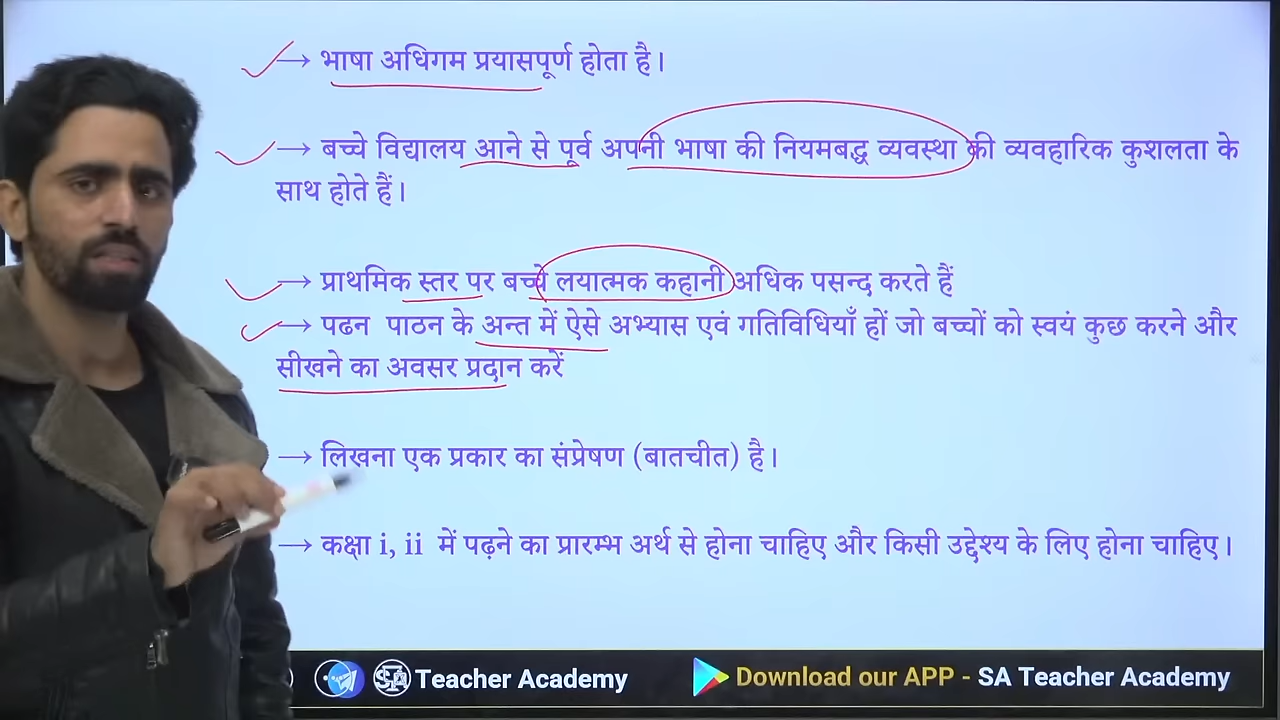 → भाषा अधिगम प्रयासपूर्ण होता है।
→ बच्चे विद्यालय आने से पूर्व अपनी भाषा की नियमबद्ध व्यवस्था की व्यवहारिक कुशलता के
साथ होते हैं।
→ प्राथमिक स्तर पर बच्चे लयात्मक कहानी अधिक पसन्द करते हैं
→ पढन पाठन के अन्त में ऐसे अभ्यास एवं गतिविधियाँ हों जो बच्चों को स्वयं कुछ करने और
सीखने का अवसर प्रदान करें
→ लिखना एक प्रकार का संप्रेषण (बातचीत) है।
→ कक्षा i, ii में पढ़ने का प्रारम्भ अर्थ से होना चाहिए और किसी उद्देश्य के लिए होना चाहिए।
SA Teacher Academy Download our APP - SA Teacher Academy